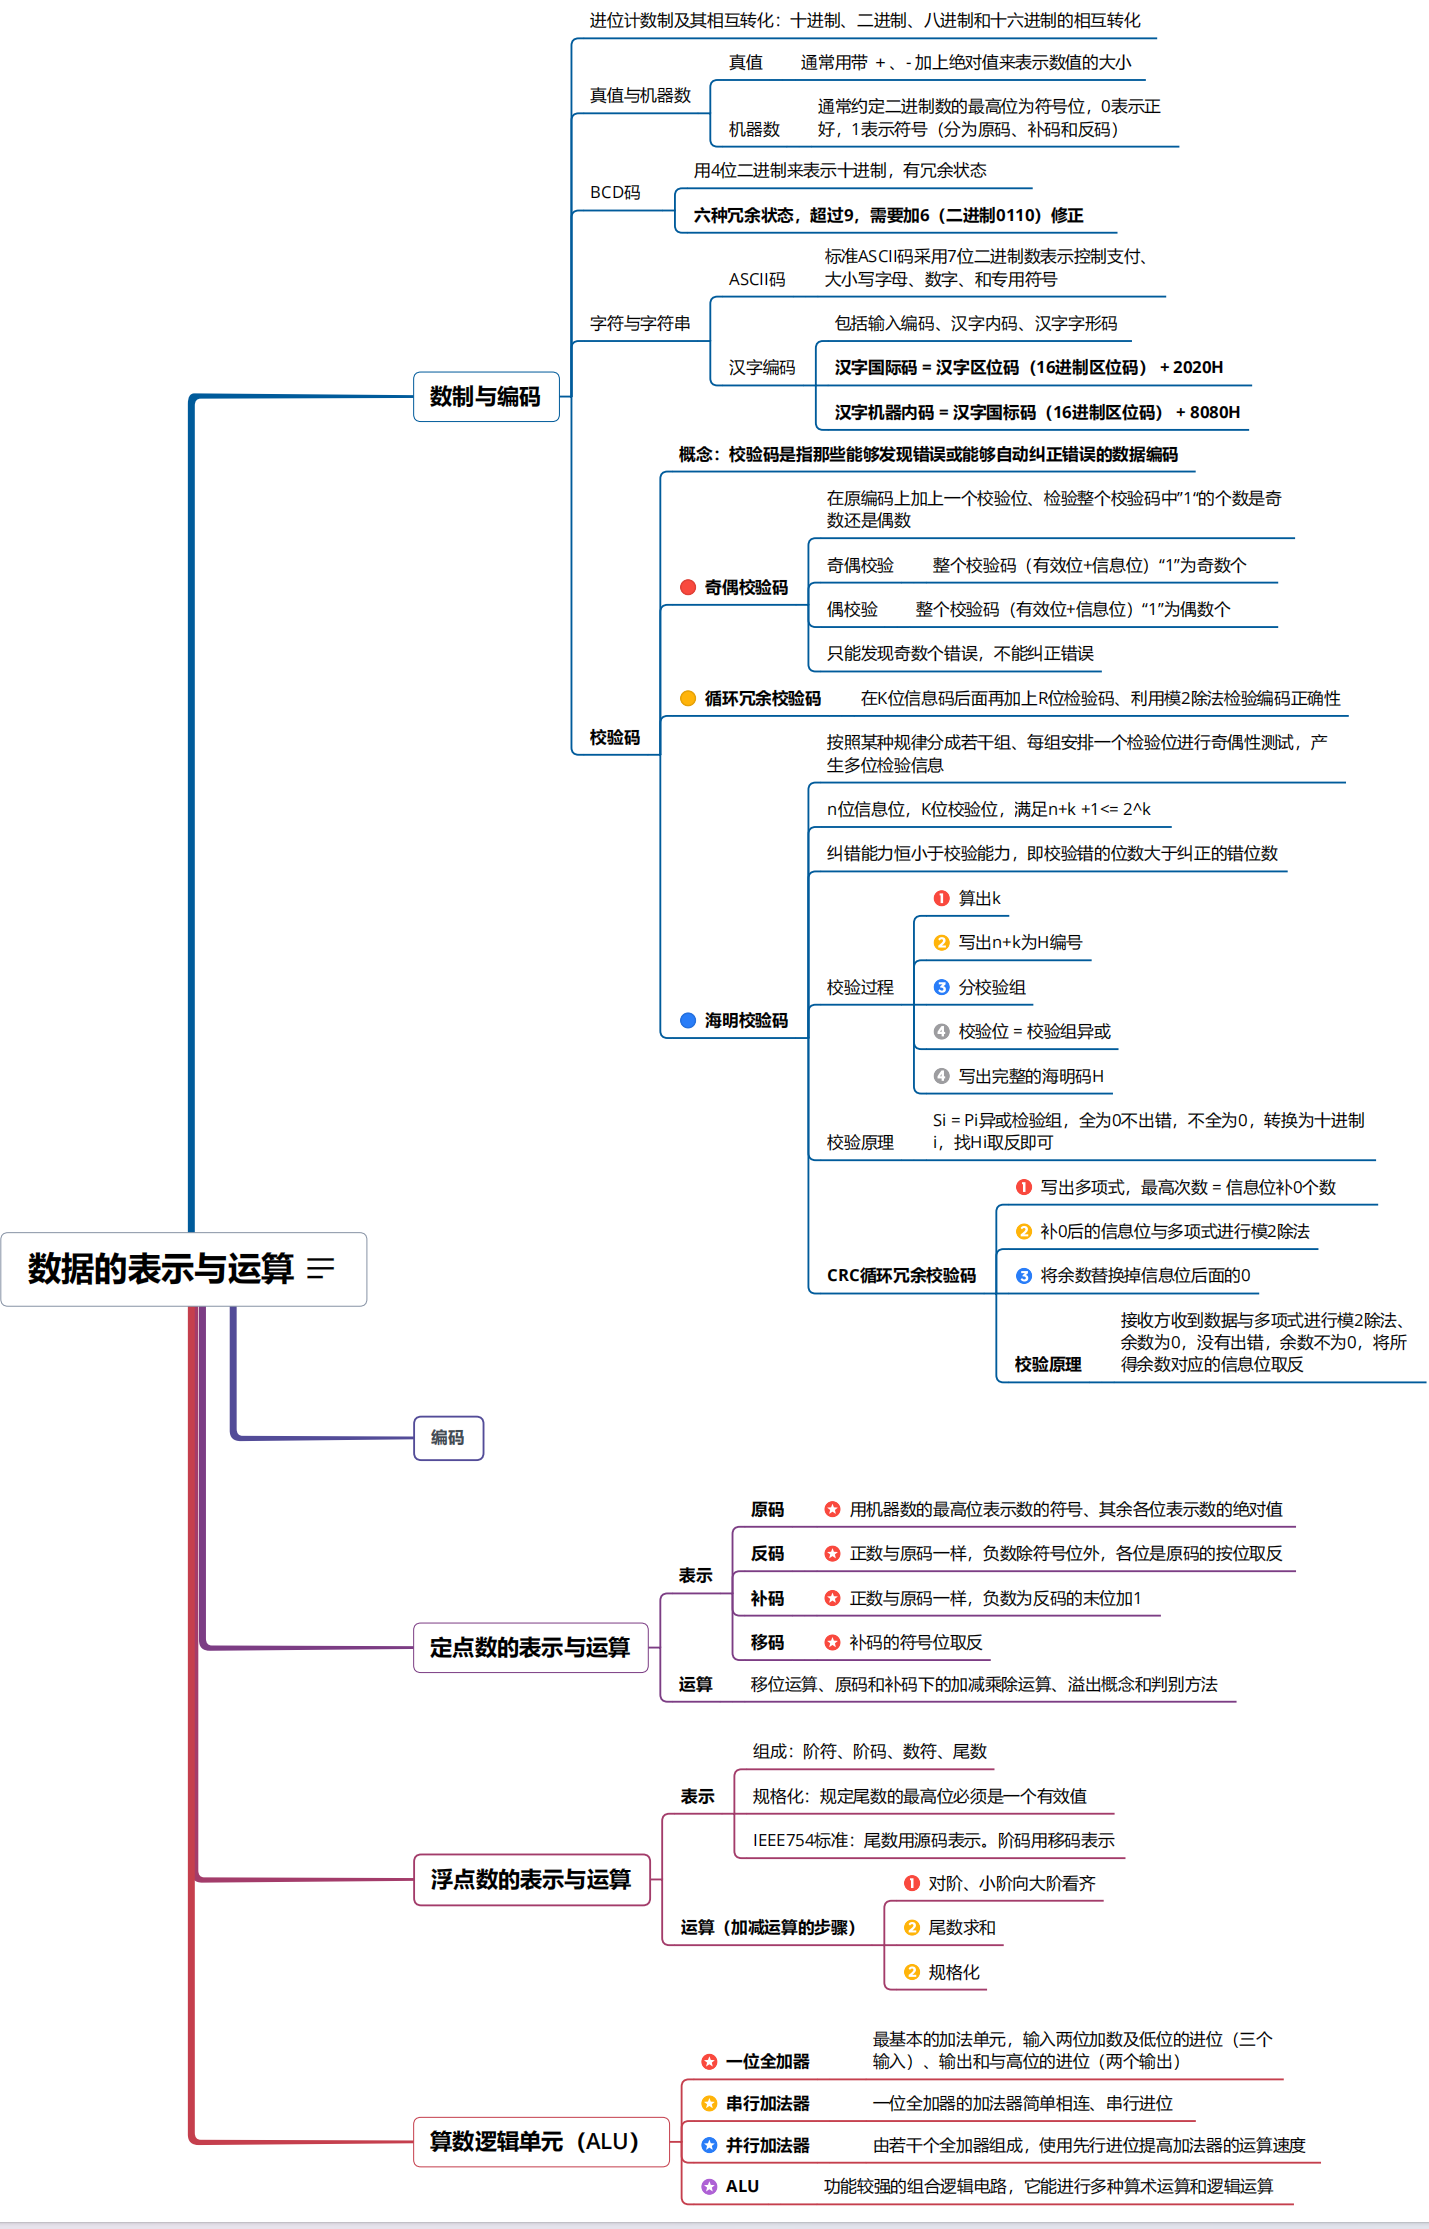 进位计数制及其相互转化：十进制、二进制、八进制和十六进制的相互转化
真值与机器数
真值 通常用带 + 、- 加上绝对值来表示数值的大小
机器数
通常约定二进制数的最高位为符号位，0表示正
好，1表示符号（分为原码、补码和反码）
BCD码
用4位二进制来表示十进制，有冗余状态
六种冗余状态，超过9，需要加6（二进制0110）修正
字符与字符串
ASCII码
标准ASCII码采用7位二进制数表示控制支付、
大小写字母、数字、和专用符号
汉字编码
包括输入编码、汉字内码、汉字字形码
汉字国际码 = 汉字区位码（16进制区位码） + 2020H
汉字机器内码 = 汉字国标码（16进制区位码） + 8080H
数制与编码
校验码
概念：校验码是指那些能够发现错误或能够自动纠正错误的数据编码
奇偶校验码
在原编码上加上一个校验位、检验整个校验码中”1“的个数是奇
数还是偶数
奇偶校验 整个校验码（有效位+信息位）“1”为奇数个
偶校验 整个校验码（有效位+信息位）“1”为偶数个
只能发现奇数个错误，不能纠正错误
循环冗余校验码 在K位信息码后面再加上R位检验码、利用模2除法检验编码正确性
海明校验码
按照某种规律分成若干组、每组安排一个检验位进行奇偶性测试，产
生多位检验信息
n位信息位，K位校验位，满足n+k +1<= 2^k
纠错能力恒小于校验能力，即校验错的位数大于纠正的错位数
校验过程
1 算出k
2 写出n+k为H编号
3 分校验组
4 校验位 = 校验组异或
4 写出完整的海明码H
校验原理
Si = Pi异或检验组，全为0不出错，不全为0，转换为十进制
i，找Hi取反即可
CRC循环冗余校验码
1 写出多项式，最高次数 = 信息位补0个数
2 补0后的信息位与多项式进行模2除法
3 将余数替换掉信息位后面的0
校验原理
接收方收到数据与多项式进行模2除法、
余数为0，没有出错，余数不为0，将所
得余数对应的信息位取反
数据的表示与运算
编码
定点数的表示与运算
表示
原码 用机器数的最高位表示数的符号、其余各位表示数的绝对值
反码 正数与原码一样，负数除符号位外，各位是原码的按位取反
补码 正数与原码一样，负数为反码的末位加1
移码 补码的符号位取反
运算 移位运算、原码和补码下的加减乘除运算、溢出概念和判别方法
浮点数的表示与运算
表示
组成：阶符、阶码、数符、尾数
规格化：规定尾数的最高位必须是一个有效值
IEEE754标准：尾数用源码表示。阶码用移码表示
运算（加减运算的步骤）
1 对阶、小阶向大阶看齐
2 尾数求和
2 规格化
算数逻辑单元（ALU）
一位全加器
最基本的加法单元，输入两位加数及低位的进位（三个
输入）、输出和与高位的进位（两个输出）
串行加法器 一位全加器的加法器简单相连、串行进位
并行加法器 由若干个全加器组成，使用先行进位提高加法器的运算速度
ALU 功能较强的组合逻辑电路，它能进行多种算术运算和逻辑运算